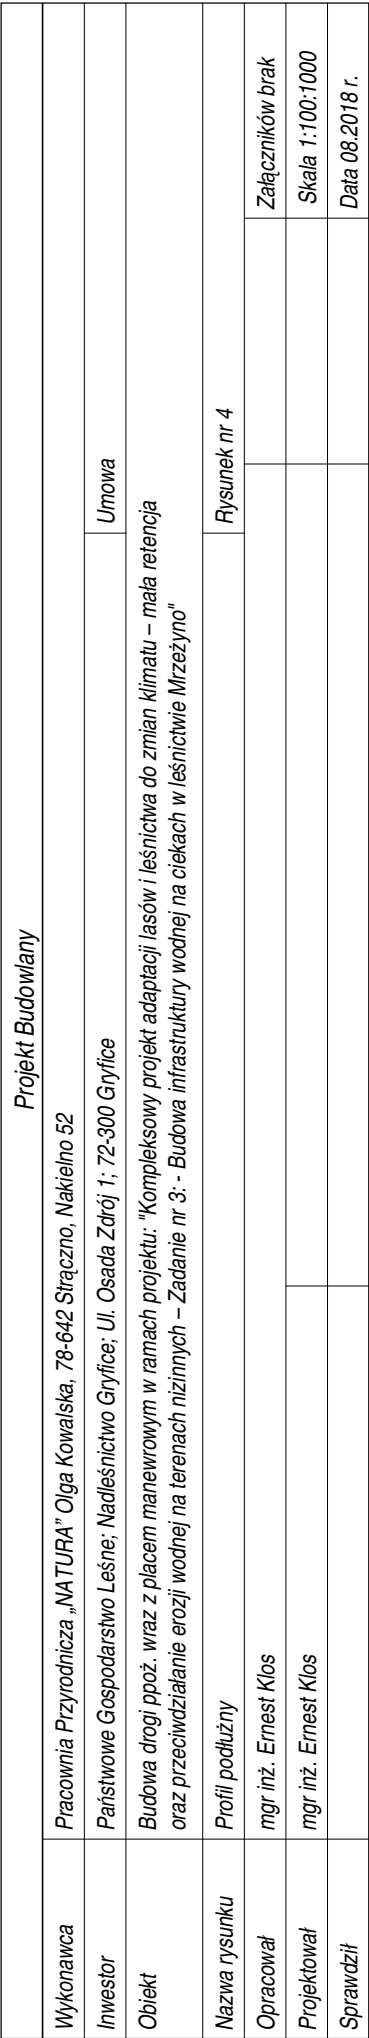 Projekt Budowlany
Wykonawca Pracownia Przyrodnicza „NATURA” Olga Kowalska, 78-642 Strączno, Nakielno 52
Inwestor Państwowe Gospodarstwo Leśne; Nadleśnictwo Gryfice; Ul. Osada Zdrój 1; 72-300 Gryfice Umowa
Obiekt Budowa drogi ppoż. wraz z placem manewrowym w ramach projektu: "Kompleksowy projekt adaptacji lasów i leśnictwa do zmian klimatu – mała retencja
oraz przeciwdziałanie erozji wodnej na terenach nizinnych – Zadanie nr 3: - Budowa infrastruktury wodnej na ciekach w leśnictwie Mrzeżyno"
Nazwa rysunku Profil podłużny Rysunek nr 4
Opracował mgr inż. Ernest Klos Załączników brak
Projektował mgr inż. Ernest Klos Skala 1:100:1000
Sprawdził Data 08.2018 r.